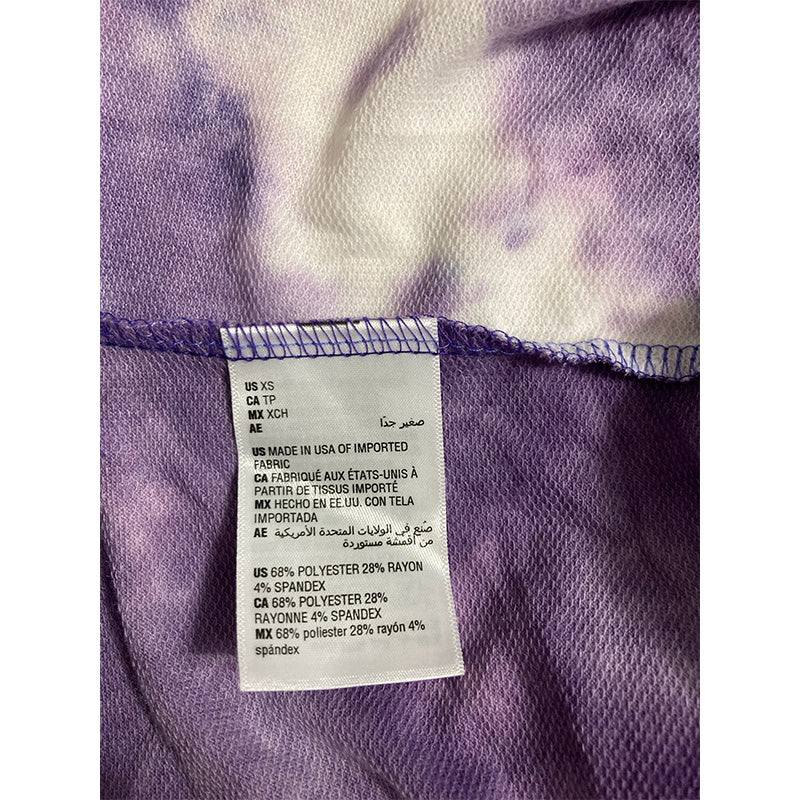 US XS
CA TP
MX XCH
AE صغير جدًا
US MADE IN USA OF IMPORTED
FABRIC
CA FABRIQUÉ AUX ÉTATS-UNIS À
PARTIR DE TISSUS IMPORTÉ
MX HECHO EN EE.UU. CON TELA
IMPORTADA
AE صُنع في الولايات المتحدة الأمريكية
من أقمشة مستوردة
US 68% POLYESTER 28% RAYON
4% SPANDEX
CA 68% POLYESTER 28%
RAYONNE 4% SPANDEX
MX 68% poliester 28% rayón 4%
spándex